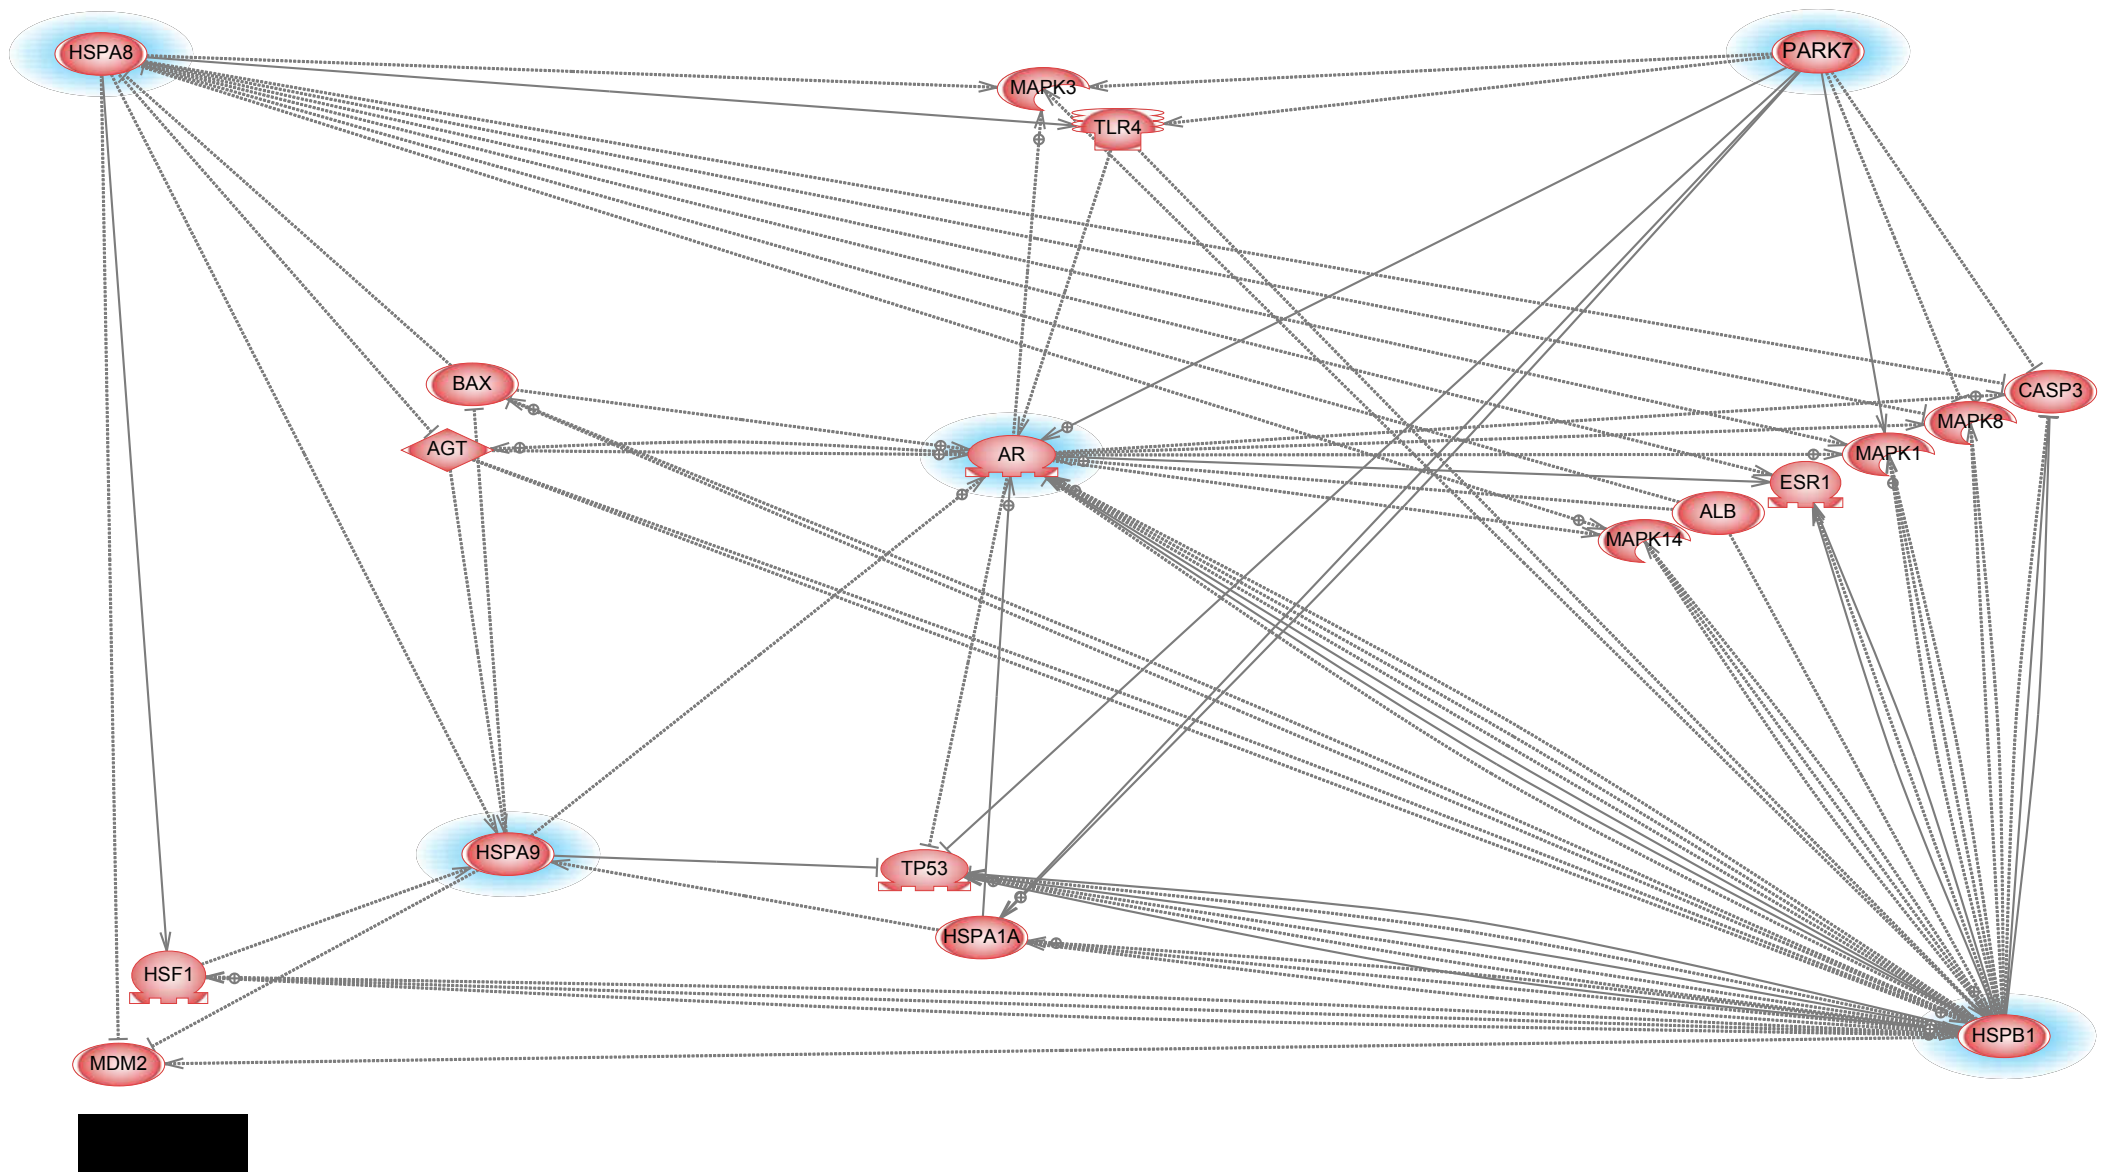 HSPA8
PARK7
MAPK3
TLR4
BAX
CASP3
MAPK8
AGT
AR
MAPK1
ESR1
ALB
MAPK14
HSPA9
TP53
HSPA1A
HSF1
HSPB1
MDM2